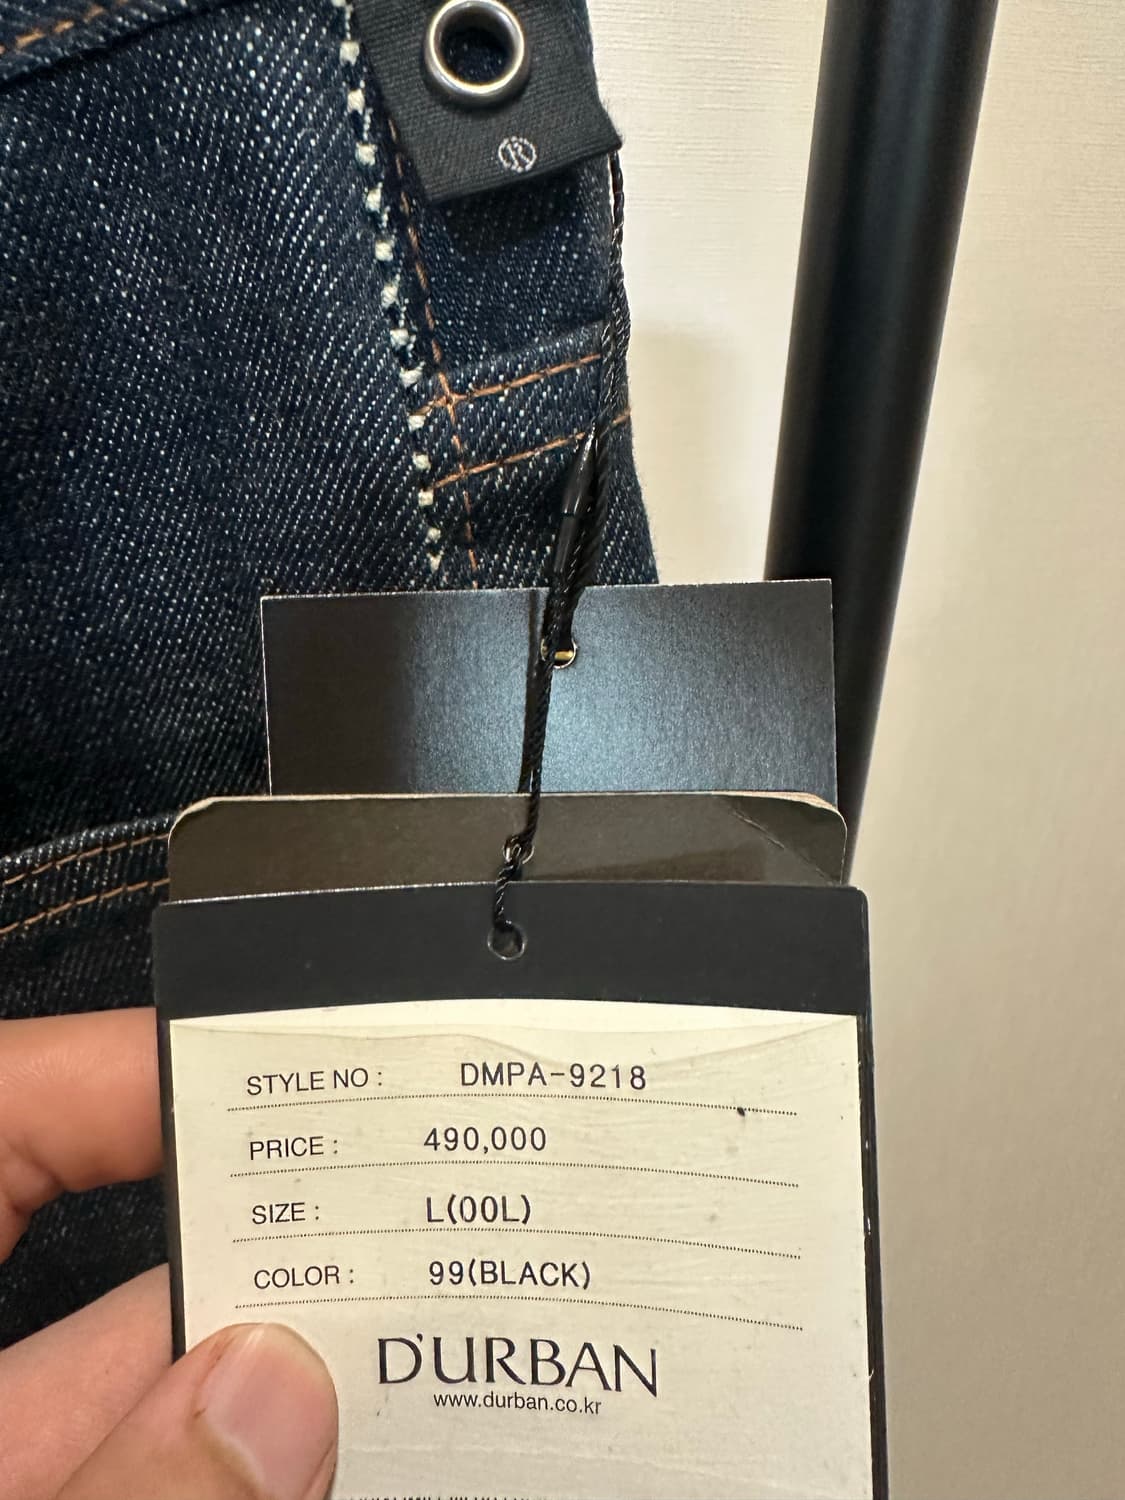 STYLE NO : DMPA-9218
PRICE : 490,000
SIZE : L(00L)
COLOR : 99(BLACK)
D'URBAN
www.durban.co.kr